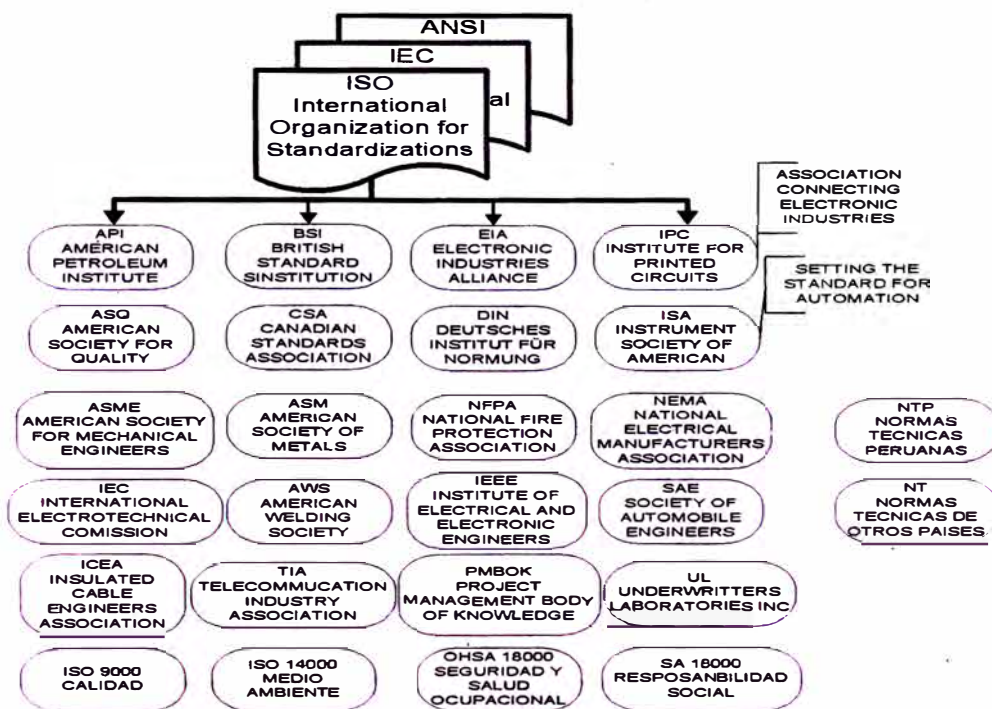 ANSI
IEC
al
ISO
International
Organization for
Standardizations
ASSOCIATION
CONNECTING
ELECTRONIC
INDUSTRIES
API
AMERICAN
PETROLEUM
INSTITUTE
BSI
BRITISH
STANDARD
SINSTITUTION
EIA
ELECTRONIC
INDUSTRIES
ALLIANCE
IPC
INSTITUTE FOR
PRINTED
CIRCUITS
SETTING THE
STANDARD FOR
AUTOMATION
ASQ
AMERICAN
SOCIETY FOR
QUALITY
CSA
CANADIAN
STANDARDS
ASSOCIATION
DIN
DEUTSCHES
INSTITUT FÜR
NORMUNG
ISA
INSTRUMENT
SOCIETY OF
AMERICAN
ASME
AMERICAN SOCIETY
FOR MECHANICAL
ENGINEERS
ASM
AMERICAN
SOCIETY OF
METALS
NFPA
NATIONAL FIRE
PROTECTION
ASSOCIATION
NEMA
NATIONAL
ELECTRICAL
MANUFACTURERS
ASSOCIATION
NTP
NORMAS
TECNICAS
PERUANAS
IEC
INTERNATIONAL
ELECTROTECHNICAL
COMISSION
AWS
AMERICAN
WELDING
SOCIETY
IEEE
INSTITUTE OF
ELECTRICAL AND
ELECTRONIC
ENGINEERS
SAE
SOCIETY OF
AUTOMOBILE
ENGINEERS
NT
NORMAS
TECNICAS DE
OTROS PAISES
ICEA
INSULATED
CABLE
ENGINEERS
ASSOCIATION
TIA
TELECOMMUCATION
INDUSTRY
ASSOCIATION
PMBOK
PROJECT
MANAGEMENT BODY
OF KNOWLEDGE
UL
UNDERWRITTERS
LABORATORIES INC
ISO 9000
CALIDAD
ISO 14000
MEDIO
AMBIENTE
OHSA 18000
SEGURIDAD Y
SALUD
OCUPACIONAL
SA 18000
RESPOSANBILIDAD
SOCIAL